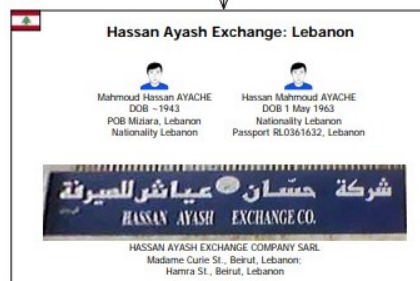 Hassan Ayash Exchange: Lebanon
Mahmoud Hassan AYACHE
DOB ~1943
POB Miziara, Lebanon
Nationality Lebanon
Hassan Mahmoud AYACHE
DOB 1 May 1963
Nationality Lebanon
Passport RL0361632, Lebanon
شركة حسّان عياش للصيرفة
HASSAN AYASH EXCHANGE CO.
HASSAN AYASH EXCHANGE COMPANY SARL
Madame Curie St., Beirut, Lebanon;
Hamra St., Beirut, Lebanon